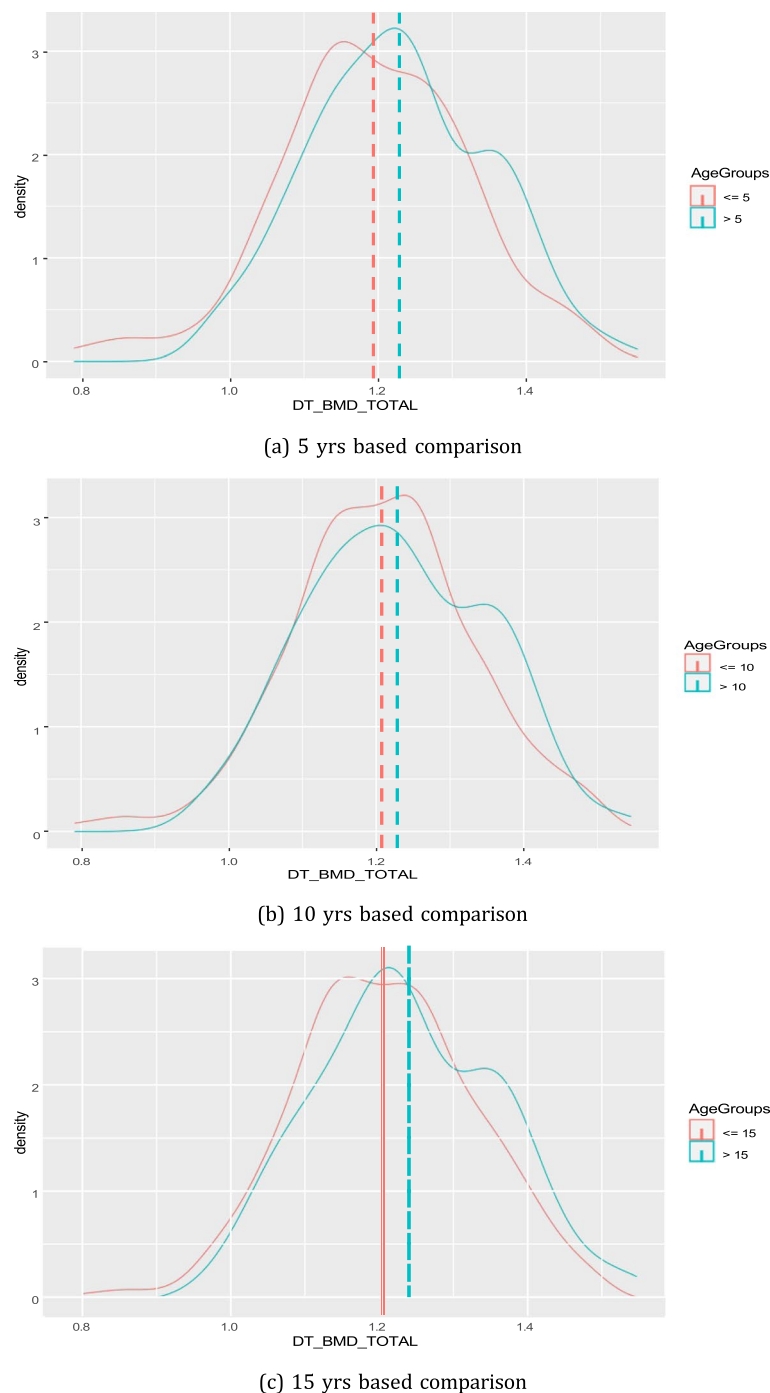 3
2
1
0
density
0.8 1.0 1.2 1.4
DT_BMD_TOTAL
AgeGroups
<= 5
> 5
(a) 5 yrs based comparison
3
2
1
0
density
0.8 1.0 1.2 1.4
DT_BMD_TOTAL
AgeGroups
<= 10
> 10
(b) 10 yrs based comparison
3
2
1
0
density
0.8 1.0 1.2 1.4
DT_BMD_TOTAL
AgeGroups
<= 15
> 15
(c) 15 yrs based comparison